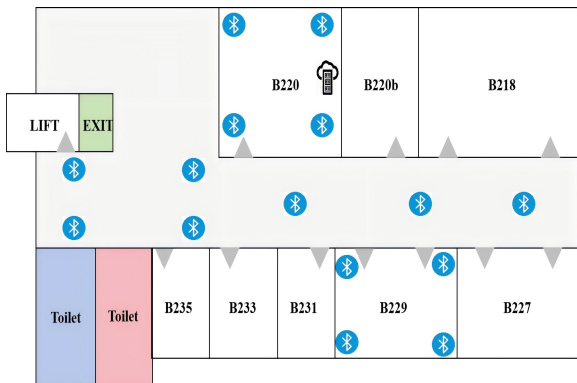 B220
B220b
B218
LIFT
EXIT
Toilet
Toilet
B235
B233
B231
B229
B227